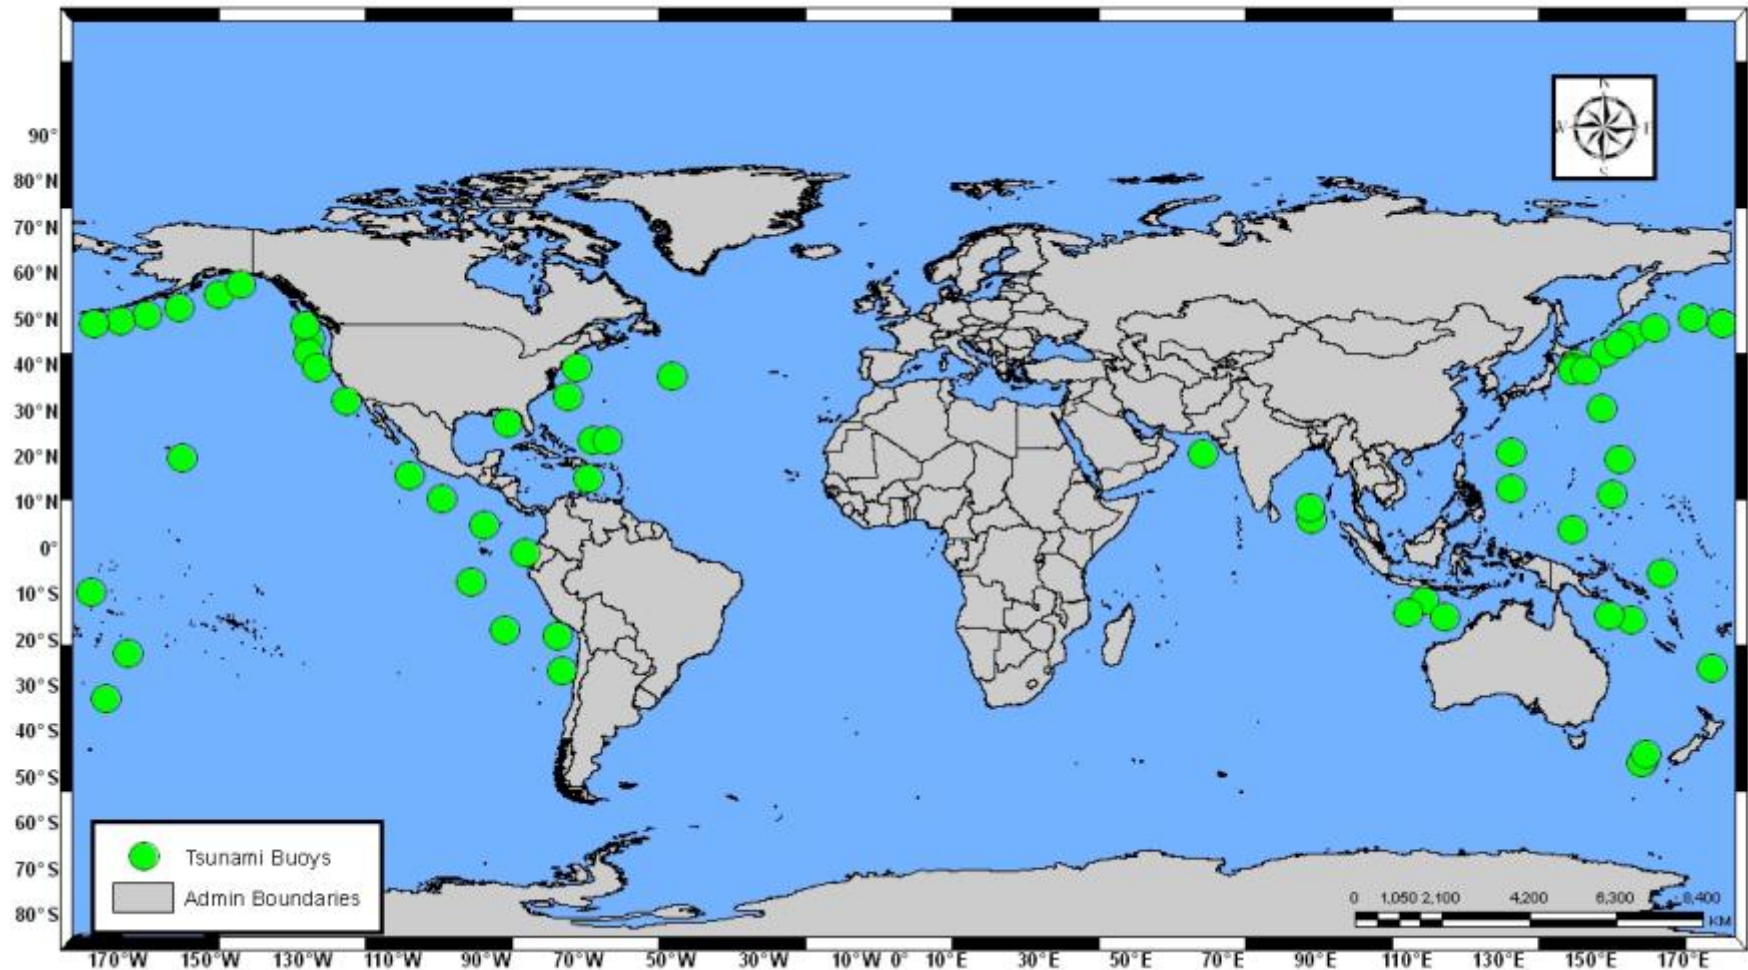 N
W E
S
90°
80°N
70°N
60°N
50°N
40°N
30°N
20°N
10°N
0°
10°S
20°S
30°S
40°S
50°S
60°S
70°S
80°S
Tsunami Buoys
Admin Boundaries
0 1,050 2,100 4,200 6,300 8,400
KM
170°W 150°W 130°W 110°W 90°W 70°W 50°W 30°W 10°W 0° 10°E 30°E 50°E 70°E 90°E 110°E 130°E 150°E 170°E